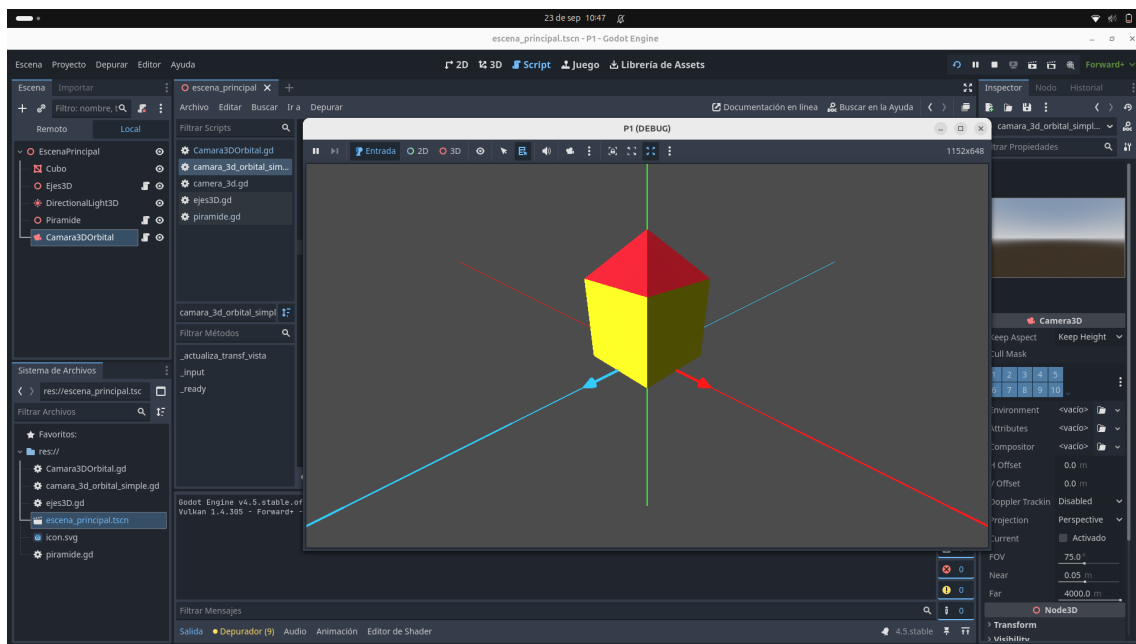 23 de sep 10:47
escena_principal.tscn - P1 - Godot Engine
Escena Proyecto Depurar Editor Ayuda
2D 3D Script Juego Librería de Assets
Forward+
Escena Importar
escena_principal
Inspector Nodo Historial
Filtro: nombre, t
Archivo Editar Buscar Ir a Depurar
Documentación en línea Buscar en la Ayuda
Remoto Local
Filtrar Scripts
P1 (DEBUG)
camara_3d_orbital_simpl...
EscenaPrincipal
Cubo
Ejes3D
DirectionalLight3D
Piramide
Camara3DOrbital
Camara3DOrbital.gd
camara_3d_orbital_sim...
camera_3d.gd
ejes3D.gd
piramide.gd
Entrada 2D 3D
1152x648
trar Propiedades
camara_3d_orbital_simpl
Filtrar Métodos
_actualiza_transf_vista
_input
_ready
Camera3D
Keep Aspect Keep Height
Cull Mask
1 2 3 4 5
6 7 8 9 10
Environment <vacío>
Attributes <vacío>
Compositor <vacío>
H Offset 0.0 m
V Offset 0.0 m
Doppler Trackin Disabled
Projection Perspective
Current Activado
FOV 75.0 °
Near 0.05 m
Far 4000.0 m
Node3D
Transform
Visibility
Sistema de Archivos
res://escena_principal.tsc
Filtrar Archivos
Favoritos:
res://
Camara3DOrbital.gd
camara_3d_orbital_simple.gd
ejes3D.gd
escena_principal.tscn
icon.svg
piramide.gd
Godot Engine v4.5.stable.of
Vulkan 1.4.305 - Forward+ -
0
0
0
Filtrar Mensajes
Salida Depurador (9) Audio Animación Editor de Shader
4.5.stable